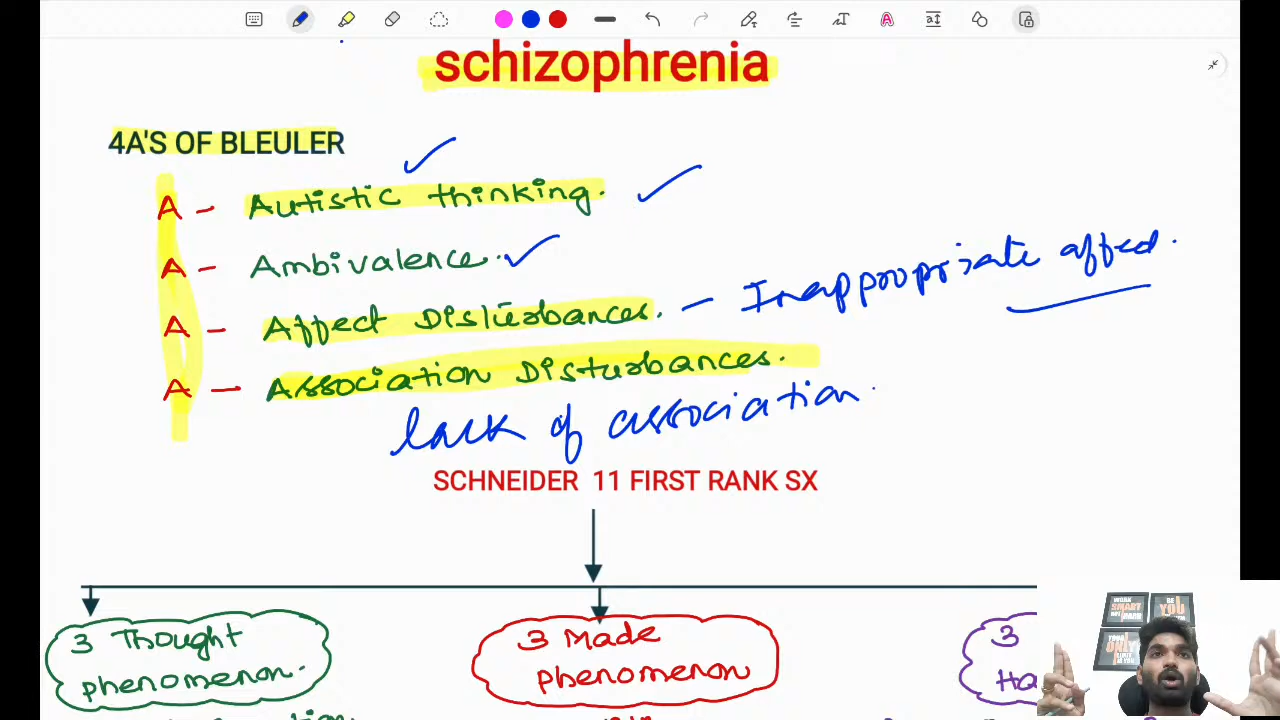 schizophrenia
4A'S OF BLEULER
A - Autistic thinking.
A - Ambivalence.
A - Affect Disturbances. - Inappropriate affect.
A - Association Disturbances.
lack of association.
SCHNEIDER 11 FIRST RANK SX
3 Thought
phenomenon.
3 Made
phenomenon
3